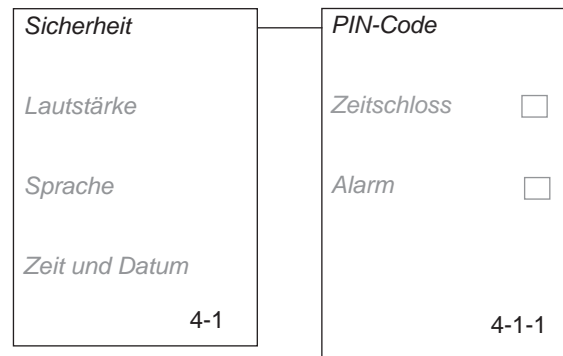 Sicherheit
Lautstärke
Sprache
Zeit und Datum
4-1
PIN-Code
Zeitschloss
Alarm
4-1-1